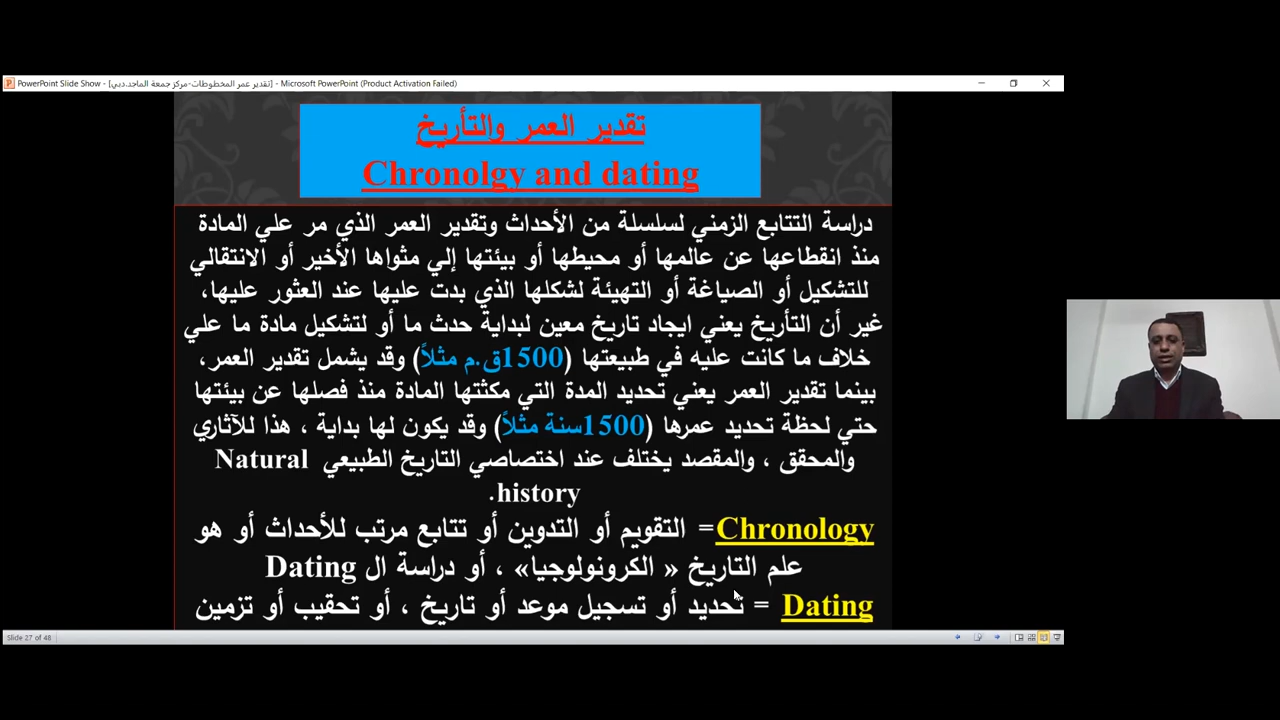 PowerPoint Slide Show - [تقدير عمر المخطوطات-مركز جمعة الماجد.دبي] - Microsoft PowerPoint (Product Activation Failed)
تقدير العمر والتأريخ
Chronolgy and dating
دراسة التتابع الزمني لسلسلة من الأحداث وتقدير العمر الذي مر علي المادة
منذ انقطاعها عن عالمها أو محيطها أو بيئتها إلي مثواها الأخير أو الانتقالي
للتشكيل أو الصياغة أو التهيئة لشكلها الذي بدت عليها عند العثور عليها،
غير أن التأريخ يعني ايجاد تاريخ معين لبداية حدث ما أو لتشكيل مادة ما علي
خلاف ما كانت عليه في طبيعتها (1500ق.م مثلاً) وقد يشمل تقدير العمر،
بينما تقدير العمر يعني تحديد المدة التي مكثتها المادة منذ فصلها عن بيئتها
حتي لحظة تحديد عمرها (1500سنة مثلاً) وقد يكون لها بداية ، هذا للآثاري
والمحقق ، والمقصد يختلف عند اختصاصي التاريخ الطبيعي Natural
history.
Chronology= التقويم أو التدوين أو تتابع مرتب للأحداث أو هو
علم التاريخ « الكرونولوجيا» ، أو دراسة ال Dating
Dating = تحديد أو تسجيل موعد أو تاريخ ، أو تحقيب أو تزمين
Slide 27 of 48